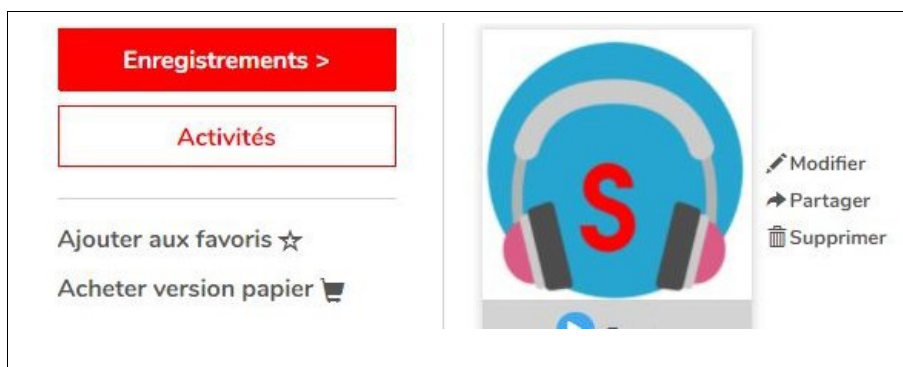 Enregistrements >
Activités
Ajouter aux favoris
Acheter version papier
S
Modifier
Partager
Supprimer